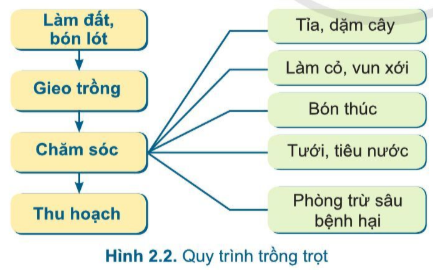 Làm đất,
bón lót
Gieo trồng
Chăm sóc
Thu hoạch
Tỉa, dặm cây
Làm cỏ, vun xới
Bón thúc
Tưới, tiêu nước
Phòng trừ sâu
bệnh hại
Hình 2.2. Quy trình trồng trọt